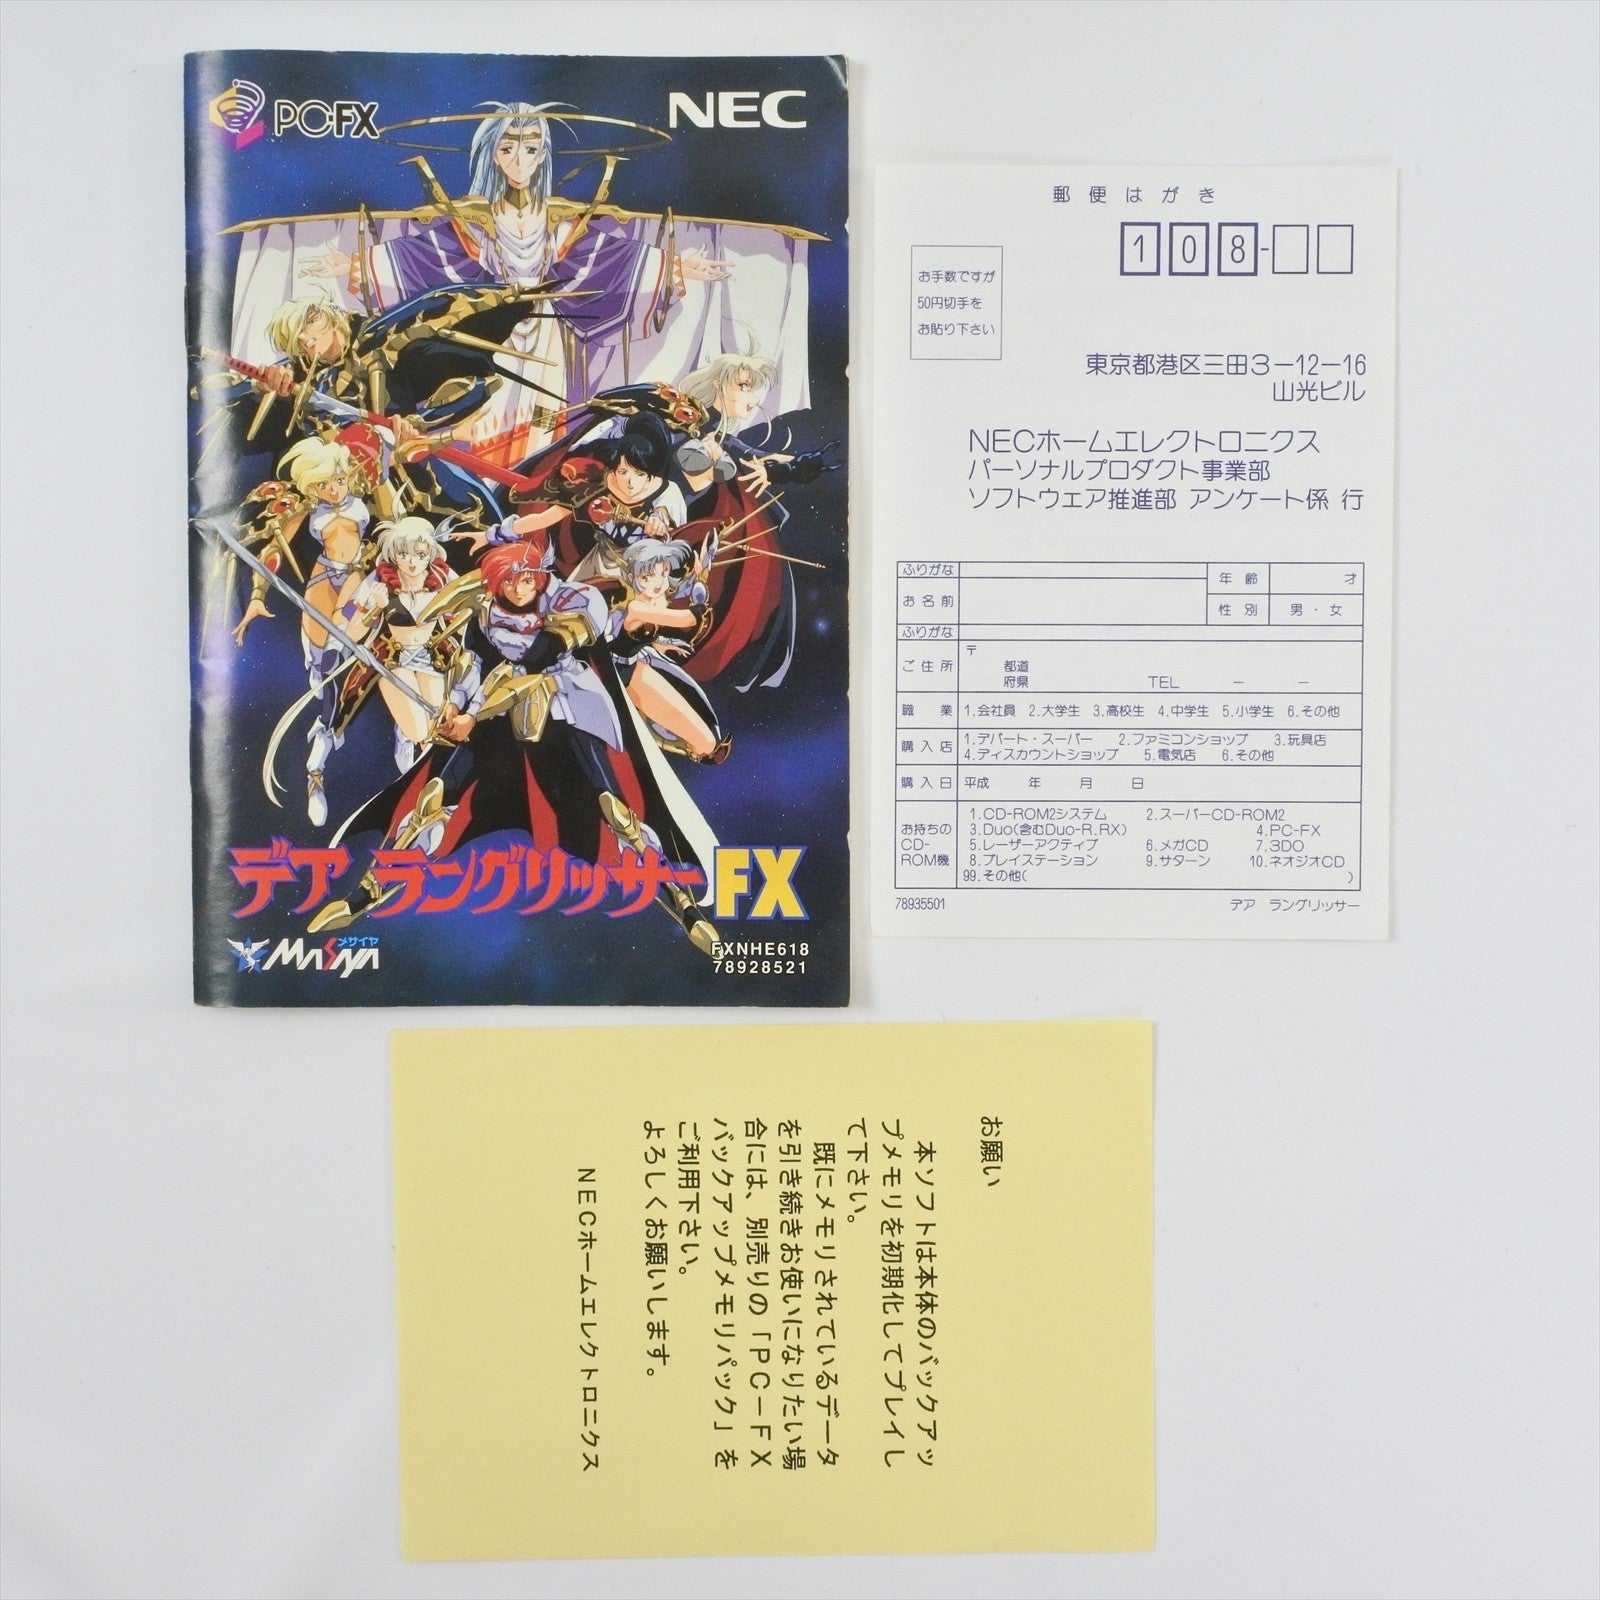 PC-FX
NEC
デア ラングリッサーFX
メサイヤ
MASAYA
FXNHE618
78928521
郵便はがき
108-
お手数ですが
50円切手を
お貼り下さい
東京都港区三田3-12-16
山光ビル
NECホームエレクトロニクス
パーソナルプロダクト事業部
ソフトウェア推進部 アンケート係 行
ふりがな
お名前
年齢 才
性別 男・女
ふりがな
ご住所
〒
都道
府県 TEL － －
職業 1.会社員 2.大学生 3.高校生 4.中学生 5.小学生 6.その他
購入店 1.デパート・スーパー 2.ファミコンショップ 3.玩具店
4.ディスカウントショップ 5.電気店 6.その他
購入日 平成 年 月 日
お持ちの
CD-
ROM機
1.CD-ROM2システム 2.スーパーCD-ROM2
3.Duo(含むDuo-R.RX) 4.PC-FX
5.レーザーアクティブ 6.メガCD 7.3DO
8.プレイステーション 9.サターン 10.ネオジオCD
99.その他( )
78935501 デア ラングリッサー
お願い
本ソフトは本体のバックアッ
プメモリを初期化してプレイし
て下さい。
既にメモリされているデータ
を引き続きお使いになりたい場
合には、別売りの「PC－FX
バックアップメモリパック」を
ご利用下さい。
よろしくお願いします。
NECホームエレクトロニクス